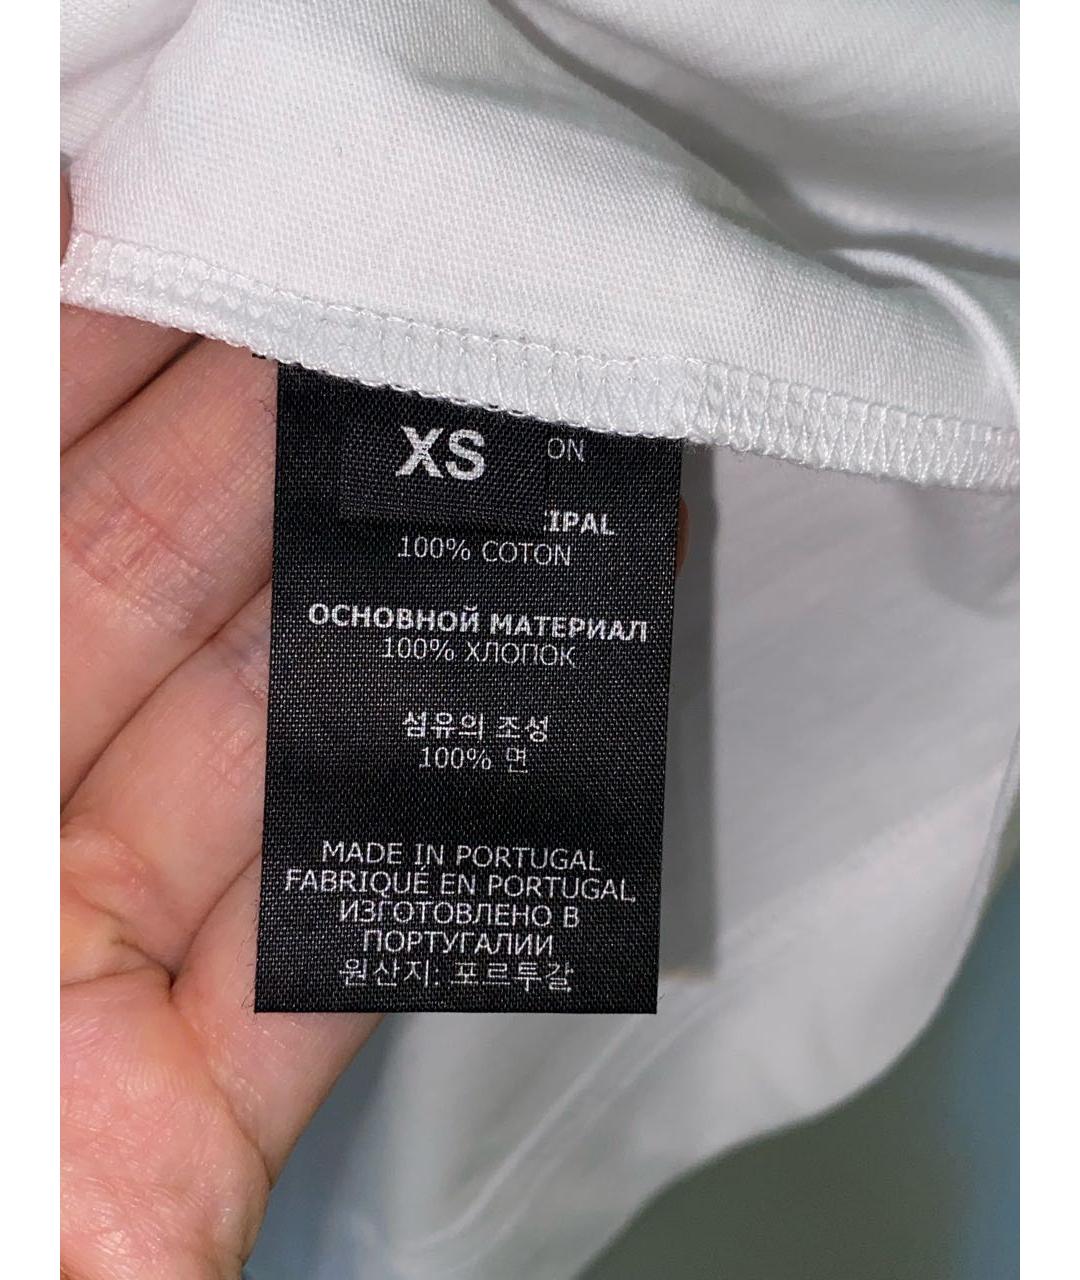 XS
ON
IPAL
100% COTON
ОСНОВНОЙ МАТЕРИАЛ
100% ХЛОПОК
섬유의 조성
100% 면
MADE IN PORTUGAL
FABRIQUÉ EN PORTUGAL
ИЗГОТОВЛЕНО В
ПОРТУГАЛИИ
원산지: 포르투갈